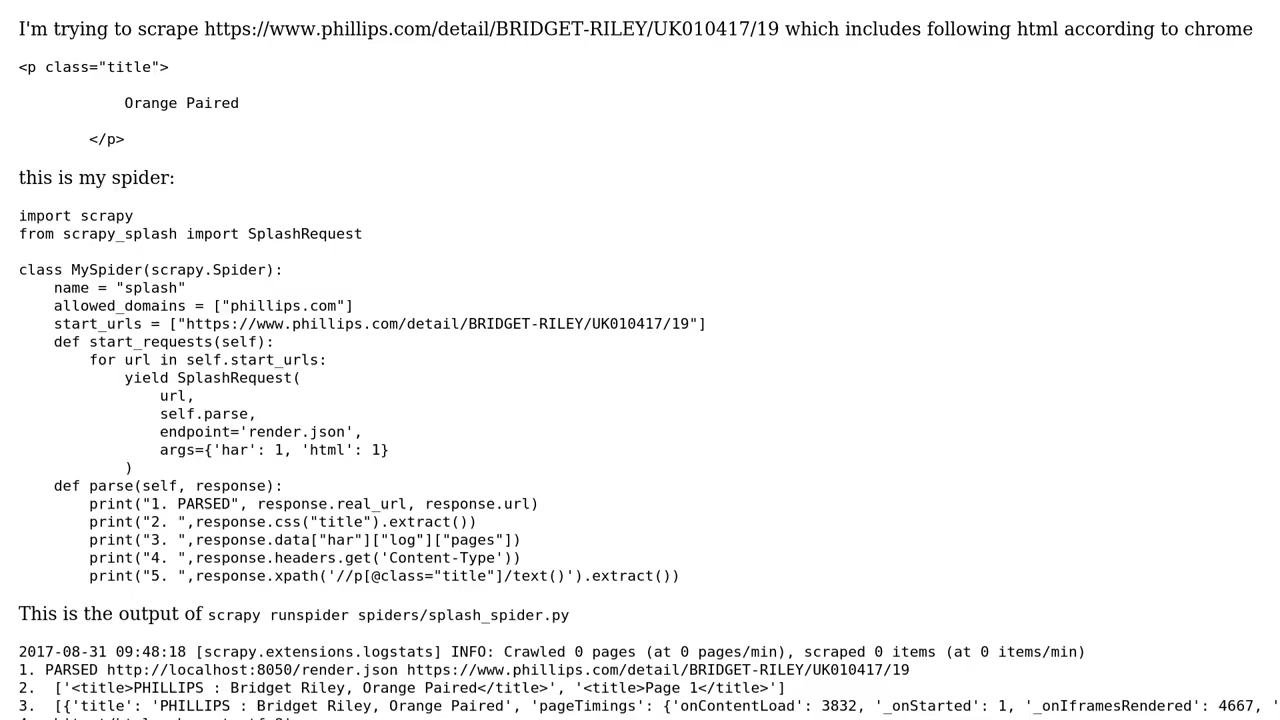 I'm trying to scrape https://www.phillips.com/detail/BRIDGET-RILEY/UK010417/19 which includes following html according to chrome
<p class="title">
Orange Paired
</p>
this is my spider:
import scrapy
from scrapy_splash import SplashRequest
class MySpider(scrapy.Spider):
    name = "splash"
    allowed_domains = ["phillips.com"]
    start_urls = ["https://www.phillips.com/detail/BRIDGET-RILEY/UK010417/19"]
    def start_requests(self):
        for url in self.start_urls:
            yield SplashRequest(
                url,
                self.parse,
                endpoint='render.json',
                args={'har': 1, 'html': 1}
            )
    def parse(self, response):
        print("1. PARSED", response.real_url, response.url)
        print("2. ",response.css("title").extract())
        print("3. ",response.data["har"]["log"]["pages"])
        print("4. ",response.headers.get('Content-Type'))
        print("5. ",response.xpath('//p[@class="title"]/text()').extract())
This is the output of scrapy runspider spiders/splash_spider.py
2017-08-31 09:48:18 [scrapy.extensions.logstats] INFO: Crawled 0 pages (at 0 pages/min), scraped 0 items (at 0 items/min)
1. PARSED http://localhost:8050/render.json https://www.phillips.com/detail/BRIDGET-RILEY/UK010417/19
2.  ['<title>PHILLIPS : Bridget Riley, Orange Paired</title>', '<title>Page 1</title>']
3.  [{'title': 'PHILLIPS : Bridget Riley, Orange Paired', 'pageTimings': {'onContentLoad': 3832, '_onStarted': 1, '_onIframesRendered': 4667, '